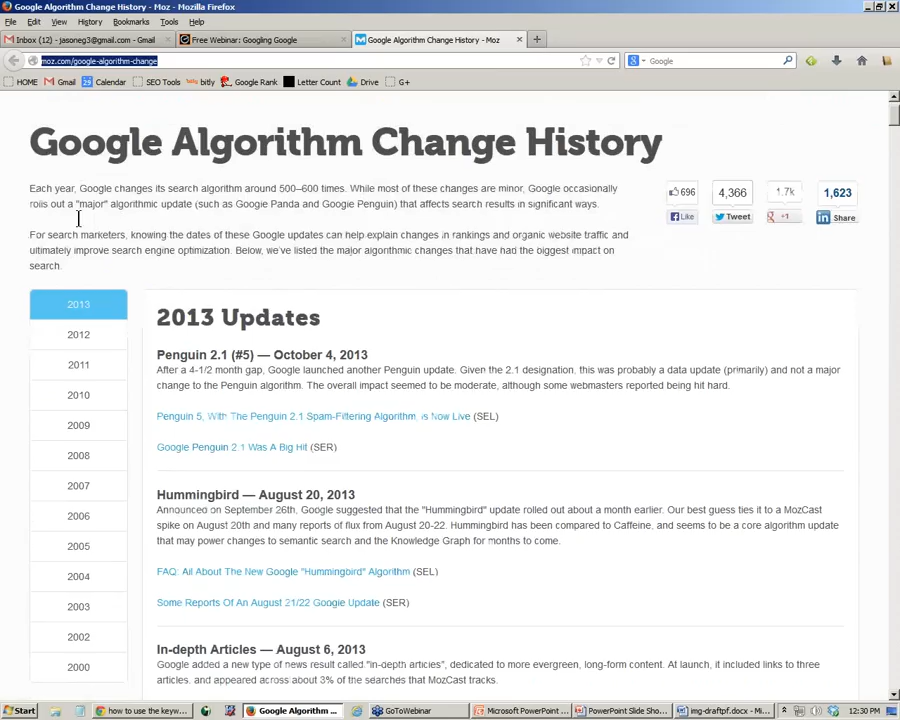 Google Algorithm Change History - Moz - Mozilla Firefox
File Edit View History Bookmarks Tools Help
Inbox (12) - jasoneg3@gmail.com - Gmail × Free Webinar: Googling Google × Google Algorithm Change History - Moz × +
moz.com/google-algorithm-change
Google
HOME Gmail 25 Calendar SEO Tools bitly Google Rank Letter Count Drive G+
Google Algorithm Change History
Each year, Google changes its search algorithm around 500–600 times. While most of these changes are minor, Google occasionally
rolls out a "major" algorithmic update (such as Google Panda and Google Penguin) that affects search results in significant ways.
696 4,366 1.7k 1,623
Like Tweet +1 Share
For search marketers, knowing the dates of these Google updates can help explain changes in rankings and organic website traffic and
ultimately improve search engine optimization. Below, we've listed the major algorithmic changes that have had the biggest impact on
search.
2013
2012
2011
2010
2009
2008
2007
2006
2005
2004
2003
2002
2000
2013 Updates
Penguin 2.1 (#5) — October 4, 2013
After a 4-1/2 month gap, Google launched another Penguin update. Given the 2.1 designation, this was probably a data update (primarily) and not a major
change to the Penguin algorithm. The overall impact seemed to be moderate, although some webmasters reported being hit hard.
Penguin 5, With The Penguin 2.1 Spam-Filtering Algorithm, is Now Live (SEL)
Google Penguin 2.1 Was A Big Hit (SER)
Hummingbird — August 20, 2013
Announced on September 26th, Google suggested that the "Hummingbird" update rolled out about a month earlier. Our best guess ties it to a MozCast
spike on August 20th and many reports of flux from August 20-22. Hummingbird has been compared to Caffeine, and seems to be a core algorithm update
that may power changes to semantic search and the Knowledge Graph for months to come.
FAQ: All About The New Google "Hummingbird" Algorithm (SEL)
Some Reports Of An August 21/22 Google Update (SER)
In-depth Articles — August 6, 2013
Google added a new type of news result called "in-depth articles", dedicated to more evergreen, long-form content. At launch, it included links to three
articles, and appeared across about 3% of the searches that MozCast tracks.
Start how to use the keyw... Google Algorithm ... GoToWebinar Microsoft PowerPoint ... PowerPoint Slide Sho... img-draftpf.docx - Mi... 12:30 PM